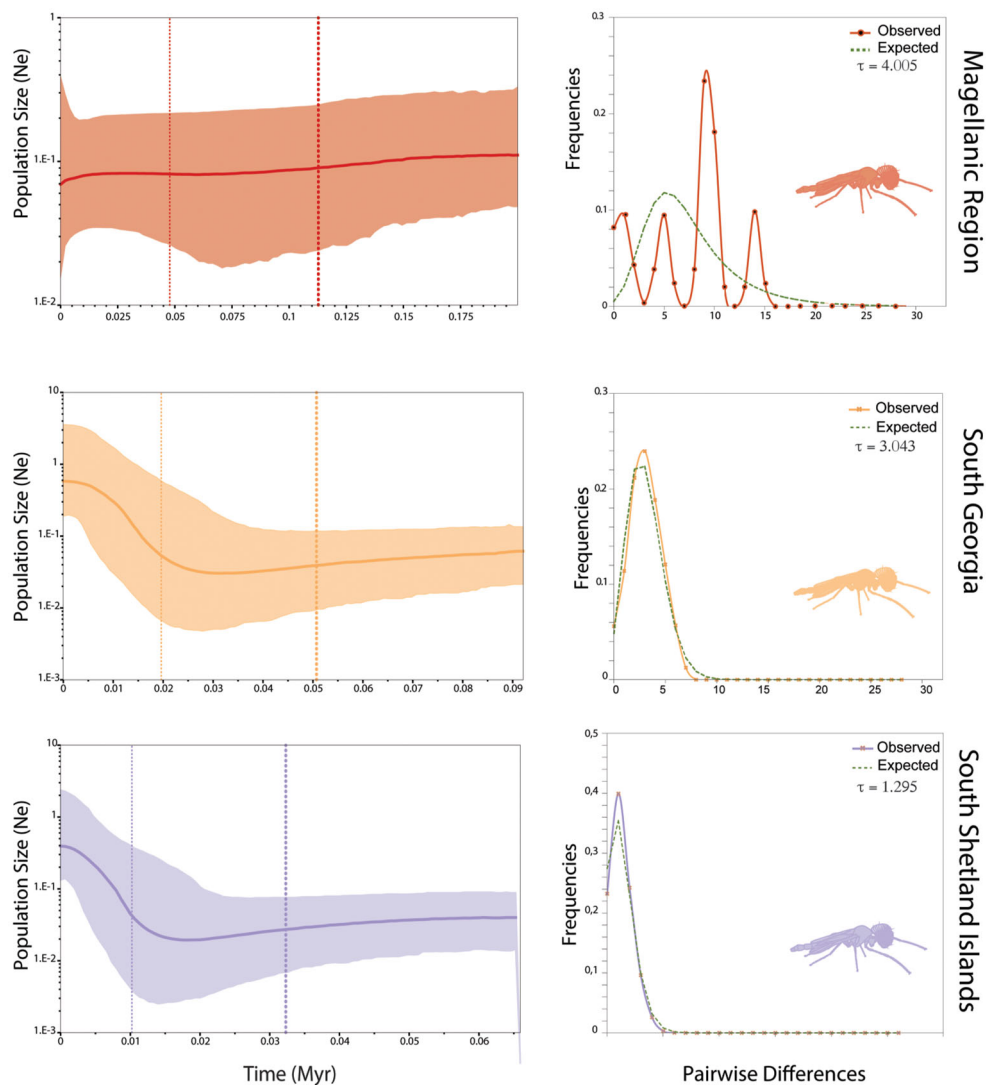 Population Size (Ne)
1
1.E-1
1.E-2
0 0.025 0.05 0.075 0.1 0.125 0.15 0.175
Frequencies
0.3
0.2
0.1
0
0 5 10 15 20 25 30
Observed
Expected
τ = 4.005
Magellanic Region
Population Size (Ne)
10
1
1.E-1
1.E-2
1.E-3
0 0.01 0.02 0.03 0.04 0.05 0.06 0.07 0.08 0.09
Frequencies
0.3
0.2
0.1
0
0 5 10 15 20 25 30
Observed
Expected
τ = 3.043
South Georgia
Population Size (Ne)
10
1
1.E-1
1.E-2
1.E-3
0 0.01 0.02 0.03 0.04 0.05 0.06
Time (Myr)
Frequencies
0,5
0,4
0,3
0,2
0,1
0
0 5 10 15 20 25 30
Observed
Expected
τ = 1.295
South Shetland Islands
Pairwise Differences